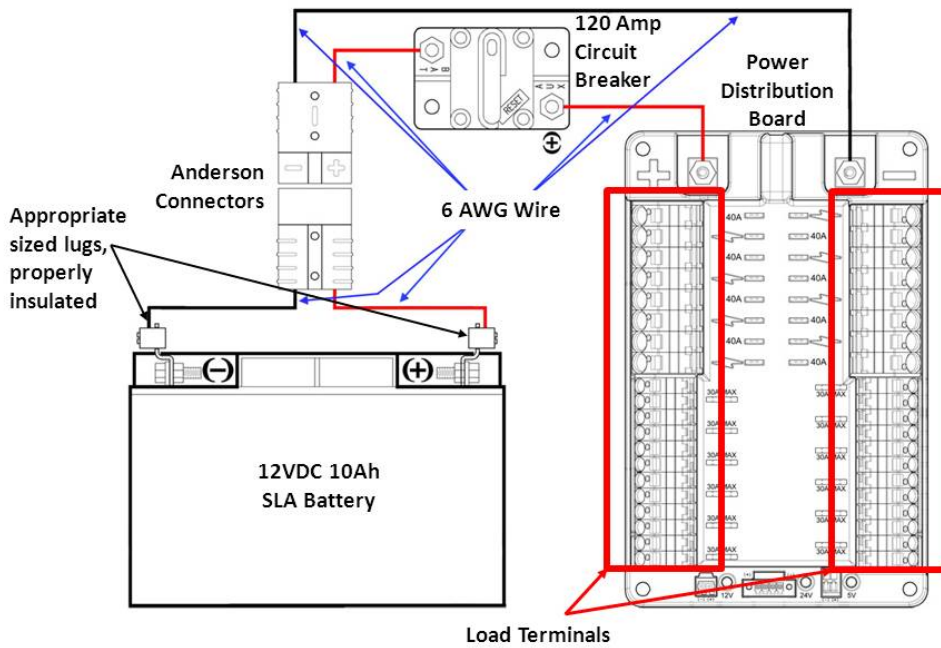 120 Amp
Circuit
Breaker
Power
Distribution
Board
BAT
AUX
RESET
(+)
Anderson
Connectors
− +
6 AWG Wire
Appropriate
sized lugs,
properly
insulated
+ −
40A
40A
40A
40A
40A
40A
40A
40A
30A MAX 30A MAX
30A MAX 30A MAX
30A MAX 30A MAX
30A MAX 30A MAX
30A MAX 30A MAX
30A MAX 30A MAX
12V 24V 5V
(−) (+)
12VDC 10Ah
SLA Battery
Load Terminals